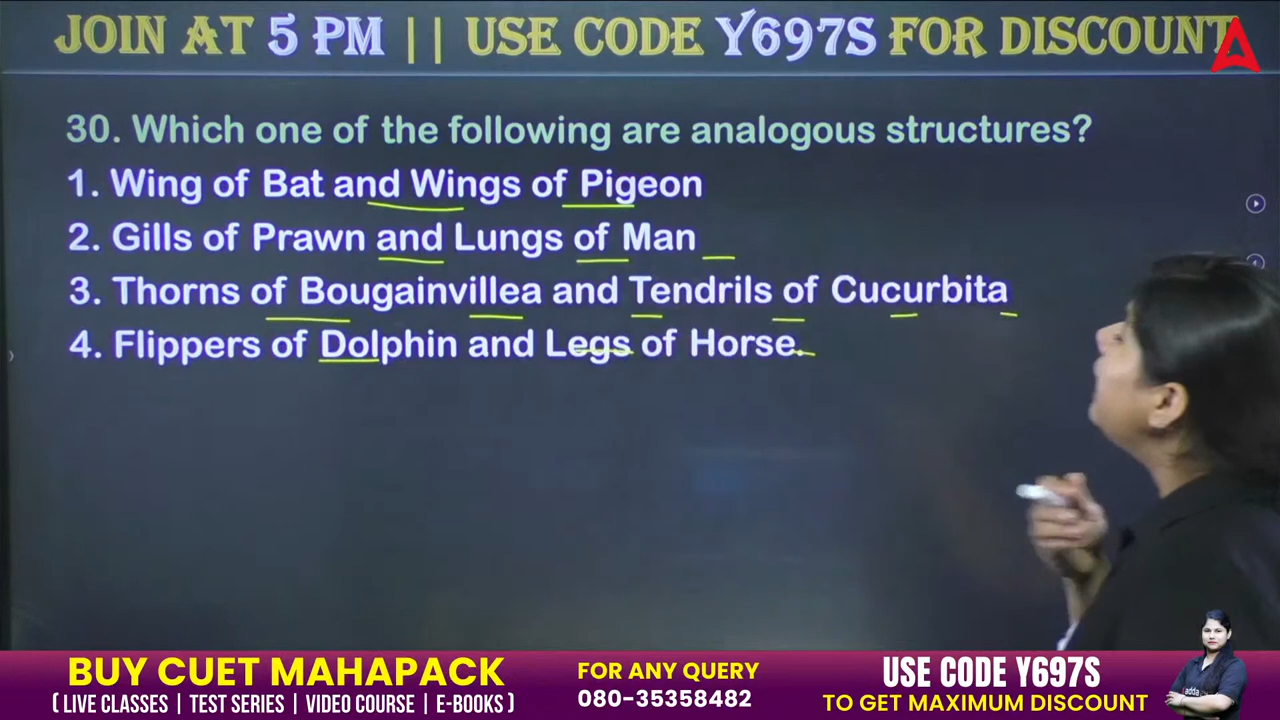 JOIN AT 5 PM || USE CODE Y697S FOR DISCOUNT
30. Which one of the following are analogous structures?
1. Wing of Bat and Wings of Pigeon
2. Gills of Prawn and Lungs of Man
3. Thorns of Bougainvillea and Tendrils of Cucurbita
4. Flippers of Dolphin and Legs of Horse.
BUY CUET MAHAPACK
( LIVE CLASSES | TEST SERIES | VIDEO COURSE | E-BOOKS )
FOR ANY QUERY
080-35358482
USE CODE Y697S
TO GET MAXIMUM DISCOUNT
adda